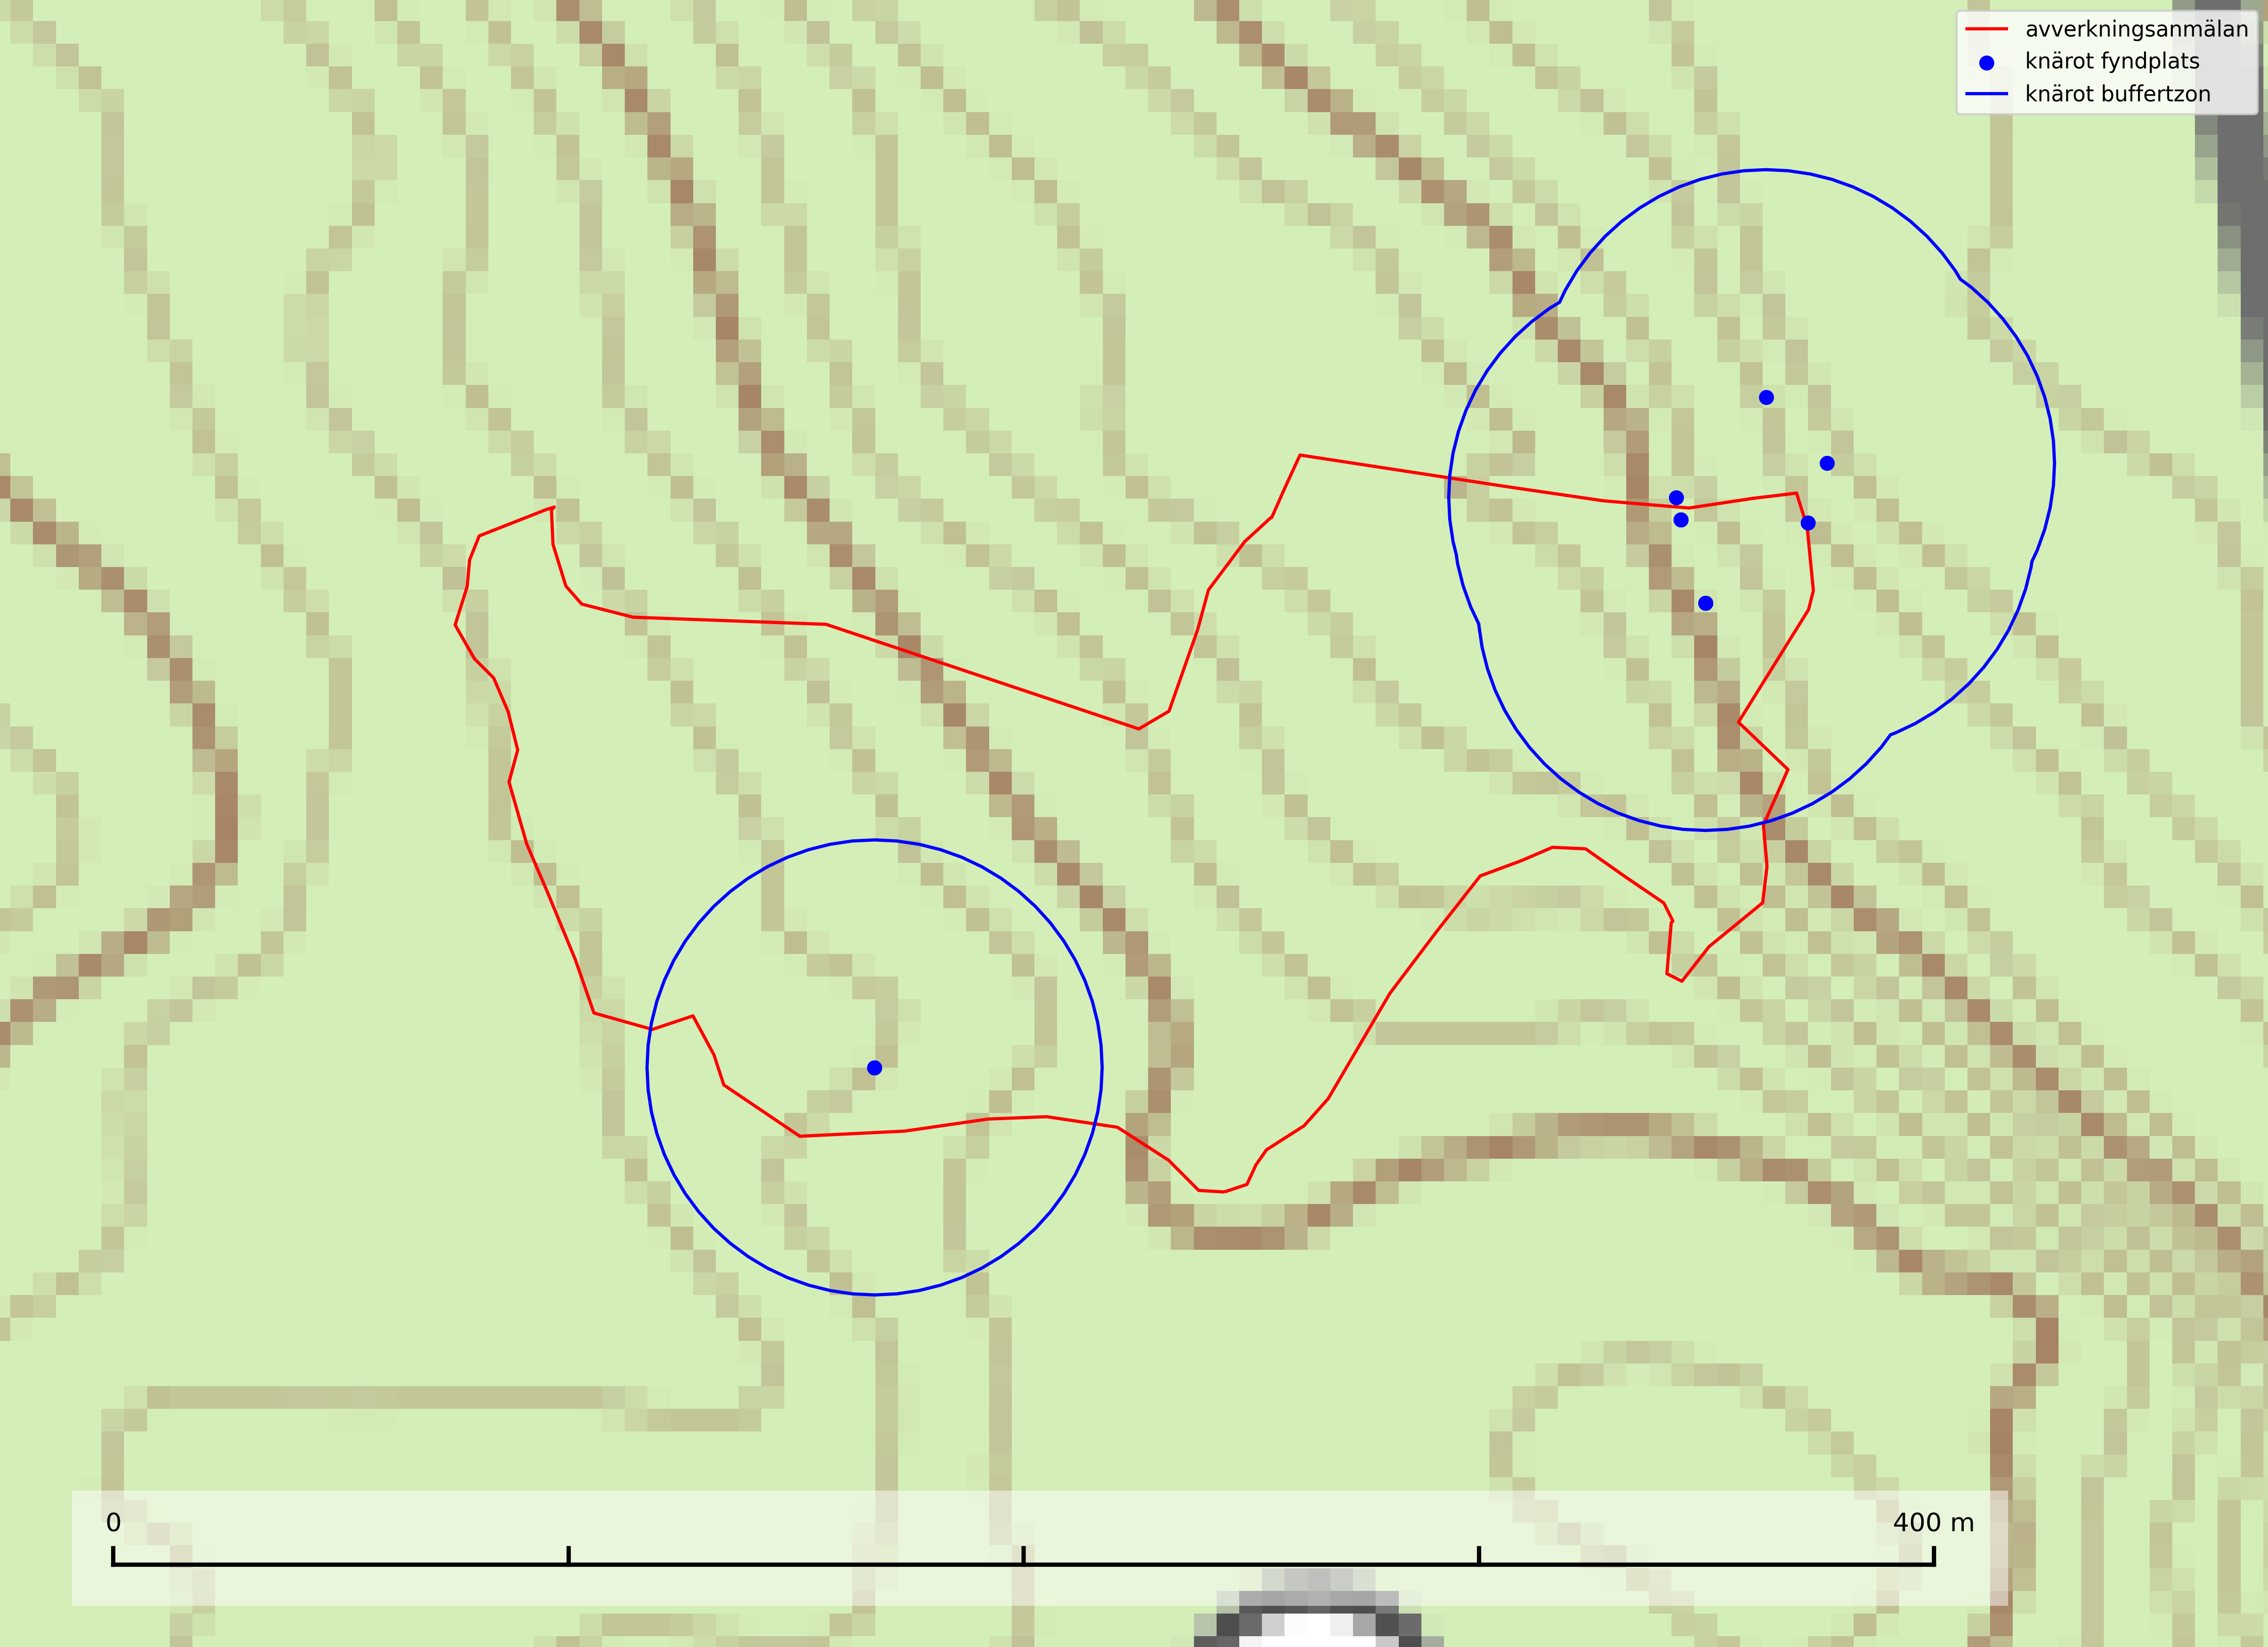 avverkningsanmälan
knärot fyndplats
knärot buffertzon
0
400 m